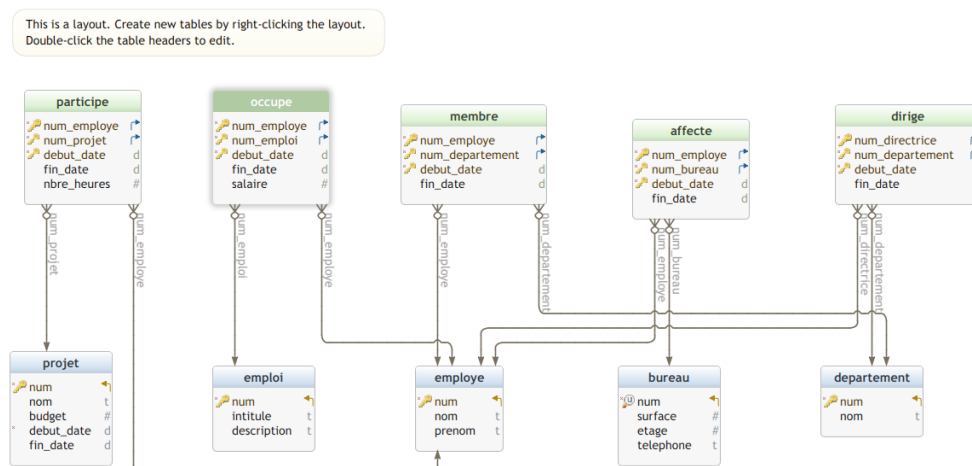 This is a layout. Create new tables by right-clicking the layout.
Double-click the table headers to edit.
participe
num_employe
num_projet
debut_date d
fin_date d
nbre_heures #
occupe
num_employe
num_emploi
debut_date d
fin_date d
salaire #
membre
num_employe
num_departement
debut_date d
fin_date d
affecte
num_employe
num_bureau
debut_date d
fin_date d
dirige
num_directrice
num_departement
debut_date
fin_date
num_projet
num_employe
num_emploi
num_employe
num_employe
num_departement
num_employe
num_bureau
num_directrice
num_departement
projet
num
nom t
budget #
debut_date d
fin_date d
emploi
num
intitule t
description t
employe
num
nom t
prenom t
bureau
u num
surface #
etage #
telephone t
departement
num
nom t